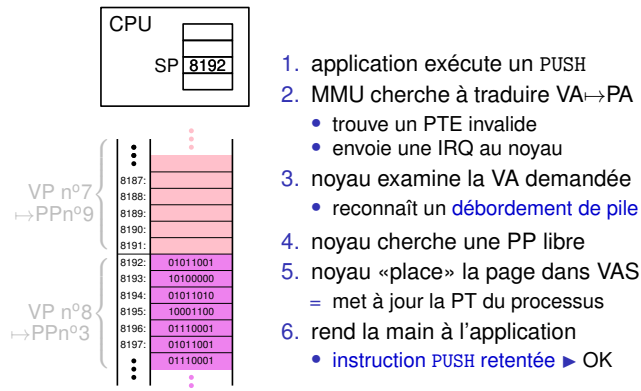 CPU
SP 8192
8187:
8188:
8189:
8190:
8191:
VP nº7
↦PPnº9
8192: 01011001
8193: 10100000
8194: 01011010
8195: 10001100
8196: 01110001
8197: 01011001
01110001
VP nº8
↦PPnº3
1. application exécute un PUSH
2. MMU cherche à traduire VA↦PA
• trouve un PTE invalide
• envoie une IRQ au noyau
3. noyau examine la VA demandée
• reconnaît un débordement de pile
4. noyau cherche une PP libre
5. noyau «place» la page dans VAS
= met à jour la PT du processus
6. rend la main à l'application
• instruction PUSH retentée ► OK